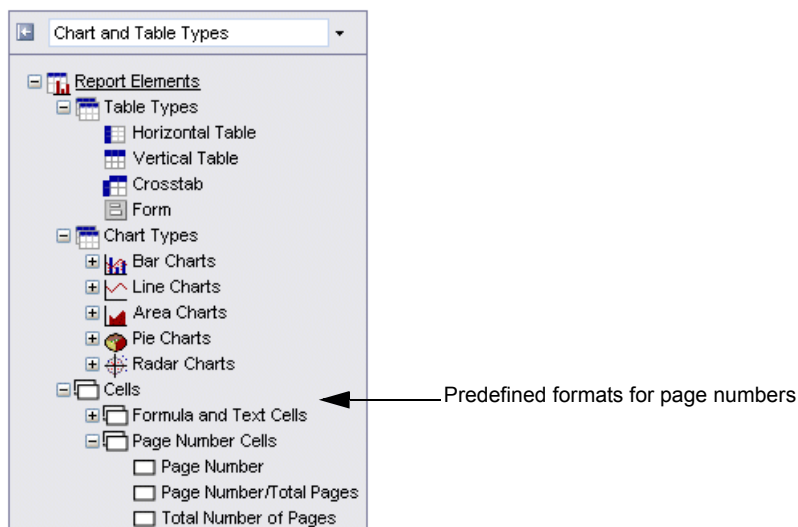 Chart and Table Types
Report Elements
Table Types
Horizontal Table
Vertical Table
Crosstab
Form
Chart Types
Bar Charts
Line Charts
Area Charts
Pie Charts
Radar Charts
Cells
Predefined formats for page numbers
Formula and Text Cells
Page Number Cells
Page Number
Page Number/Total Pages
Total Number of Pages